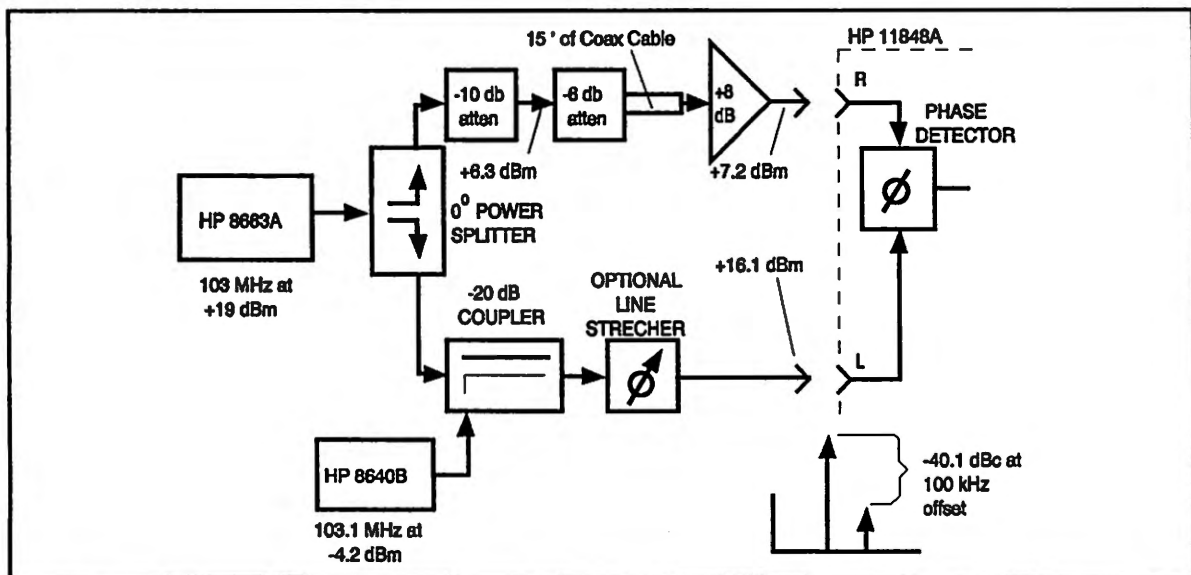 15 ' of Coax Cable
HP 11848A
-10 db
atten
-6 db
atten
+8
dB
R
PHASE
DETECTOR
+6.3 dBm
+7.2 dBm
HP 8663A
0° POWER
SPLITTER
103 MHz at
+19 dBm
-20 dB
COUPLER
OPTIONAL
LINE
STRECHER
+16.1 dBm
L
HP 8640B
103.1 MHz at
-4.2 dBm
-40.1 dBc at
100 kHz
offset